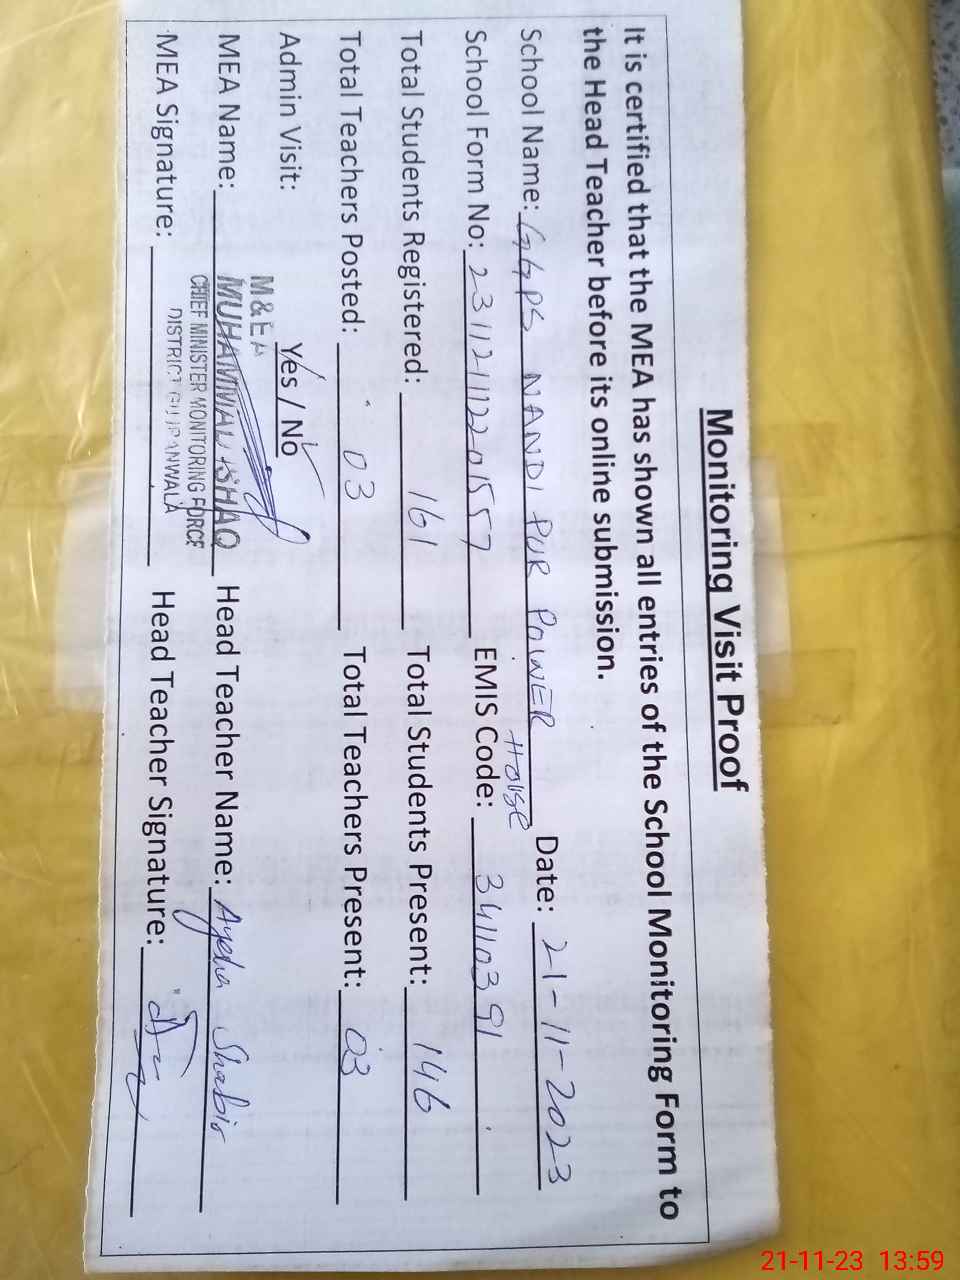 Monitoring Visit Proof
It is certified that the MEA has shown all entries of the School Monitoring Form to
the Head Teacher before its online submission.
School Name: GGPS NANDI PUR POWER House Date: 21-11-2023
School Form No: EMIS Code: 34110391
Total Students Registered: 16 Total Students Present: 146
Total Teachers Posted: 03 Total Teachers Present: 03
Admin Visit: Yes / No
M&EA
MEA Name: MUHAMMAD ISHAQ Head Teacher Name: Ayesha Shabir
CHIEF MINISTER MONITORING FORCE
DISTRICT GUJRANWALA
MEA Signature: Head Teacher Signature:
21-11-23 13:59